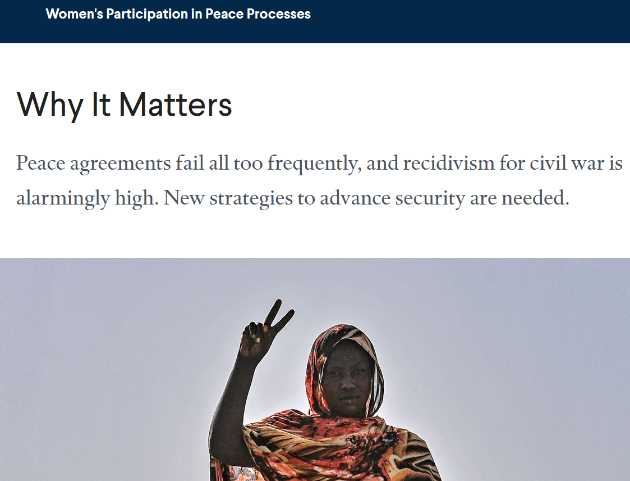 Women's Participation in Peace Processes
Why It Matters
Peace agreements fail all too frequently, and recidivism for civil war is
alarmingly high. New strategies to advance security are needed.